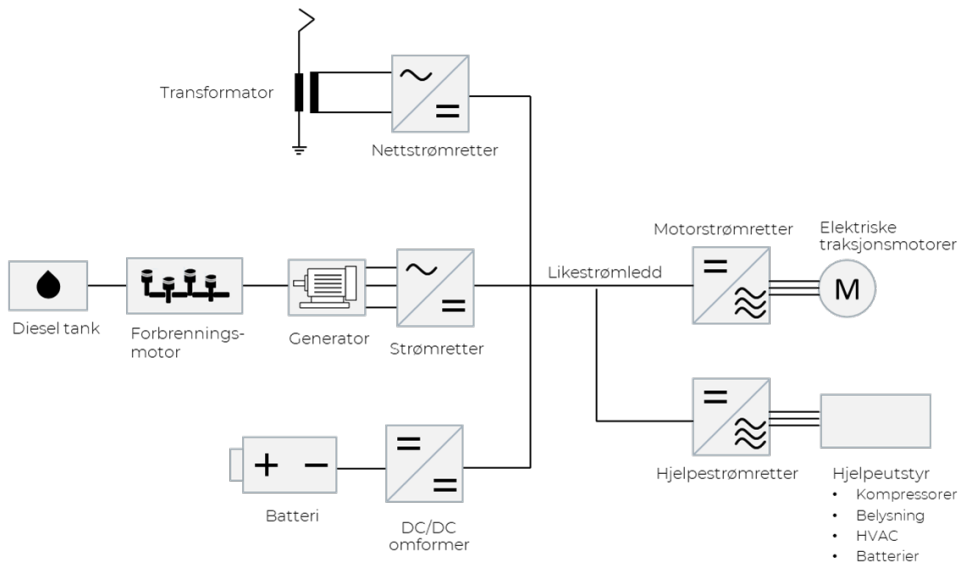 Transformator
Nettstrømretter
Motorstrømretter
Elektriske
traksjonsmotorer
Likestrømledd
M
Diesel tank
Forbrennings-
motor
Generator
Strømretter
Hjelpestrømretter
Hjelpeutstyr
• Kompressorer
• Belysning
• HVAC
• Batterier
Batteri
DC/DC
omformer